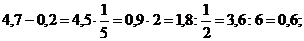 4,7 − 0,2 = 4,5 · 1/5 = 0,9 · 2 = 1,8 : 1/2 = 3,6 : 6 = 0,6;